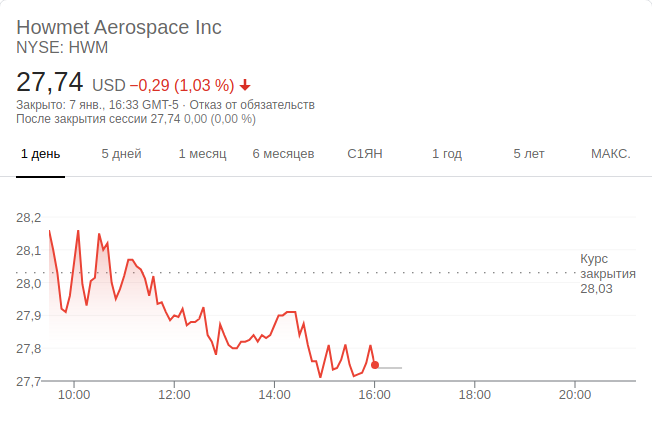 Howmet Aerospace Inc
NYSE: HWM
27,74 USD −0,29 (1,03 %)
Закрыто: 7 янв., 16:33 GMT-5 · Отказ от обязательств
После закрытия сессии 27,74 0,00 (0,00 %)
1 день 5 дней 1 месяц 6 месяцев С1ЯН 1 год 5 лет МАКС.
28,2
28,1
28,0
27,9
27,8
27,7
Курс
закрытия
28,03
10:00 12:00 14:00 16:00 18:00 20:00